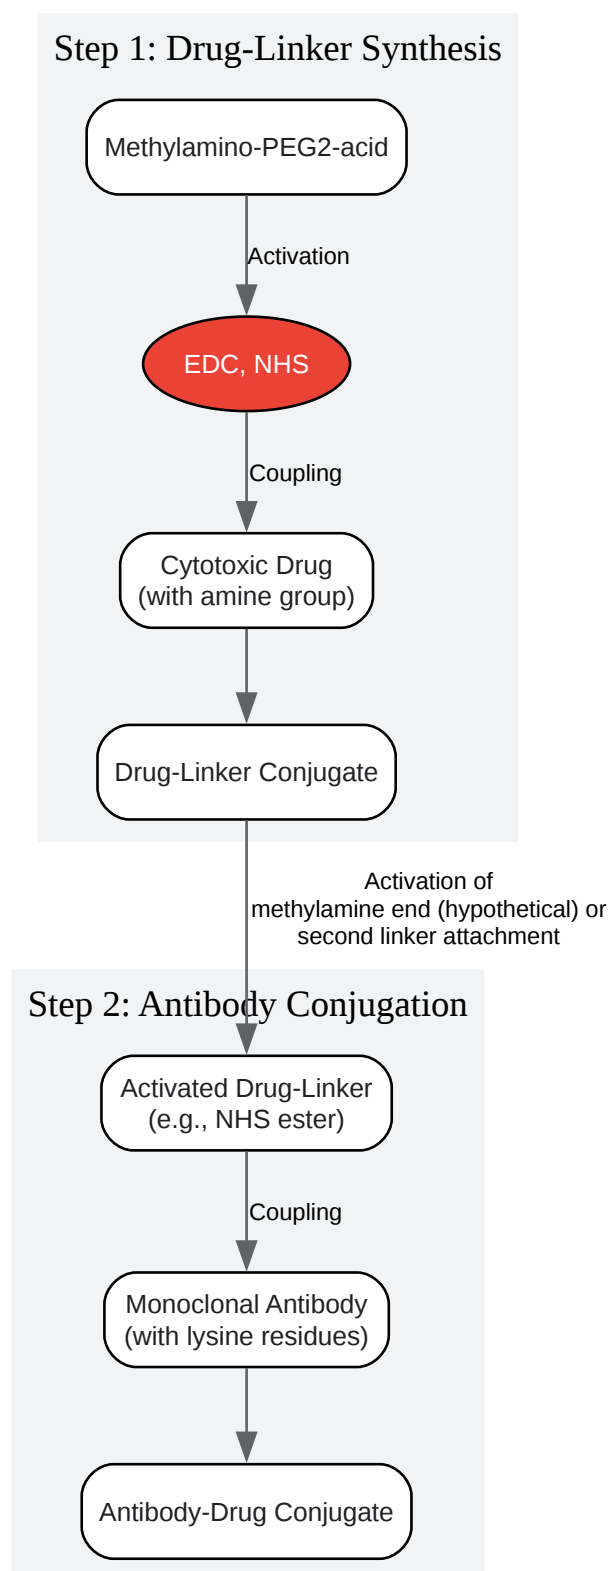 Step 1: Drug-Linker Synthesis
Methylamino-PEG2-acid
Activation
EDC, NHS
Coupling
Cytotoxic Drug
(with amine group)
Drug-Linker Conjugate
Activation of
methylamine end (hypothetical) or
second linker attachment
Step 2: Antibody Conjugation
Activated Drug-Linker
(e.g., NHS ester)
Coupling
Monoclonal Antibody
(with lysine residues)
Antibody-Drug Conjugate